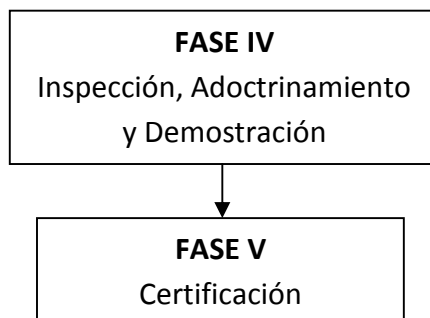 FASE IV
Inspección, Adoctrinamiento
y Demostración
FASE V
Certificación